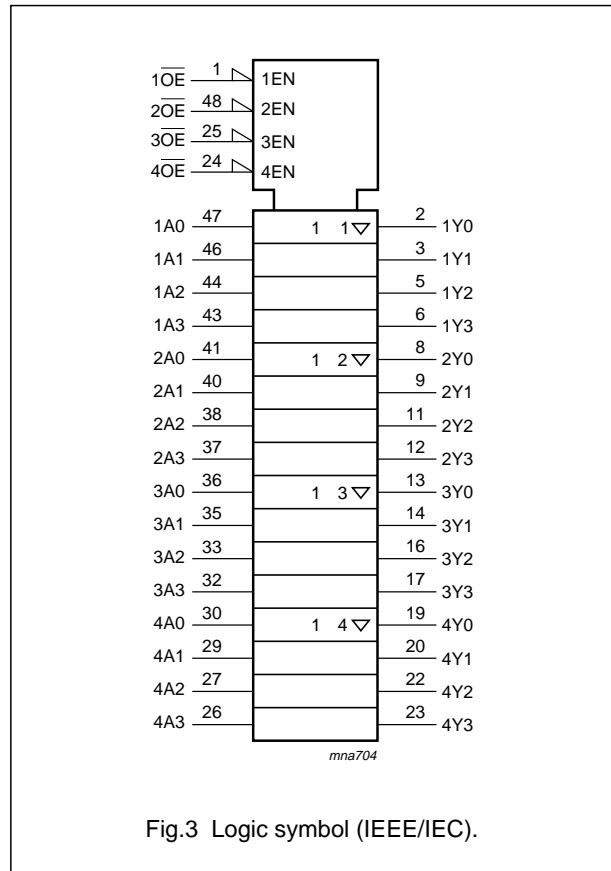 1OE 1 1EN
2OE 48 2EN
3OE 25 3EN
4OE 24 4EN
1A0 47 1 1▽ 2 1Y0
1A1 46 3 1Y1
1A2 44 5 1Y2
1A3 43 6 1Y3
2A0 41 1 2▽ 8 2Y0
2A1 40 9 2Y1
2A2 38 11 2Y2
2A3 37 12 2Y3
3A0 36 1 3▽ 13 3Y0
3A1 35 14 3Y1
3A2 33 16 3Y2
3A3 32 17 3Y3
4A0 30 1 4▽ 19 4Y0
4A1 29 20 4Y1
4A2 27 22 4Y2
4A3 26 23 4Y3
mna704
Fig.3 Logic symbol (IEEE/IEC).